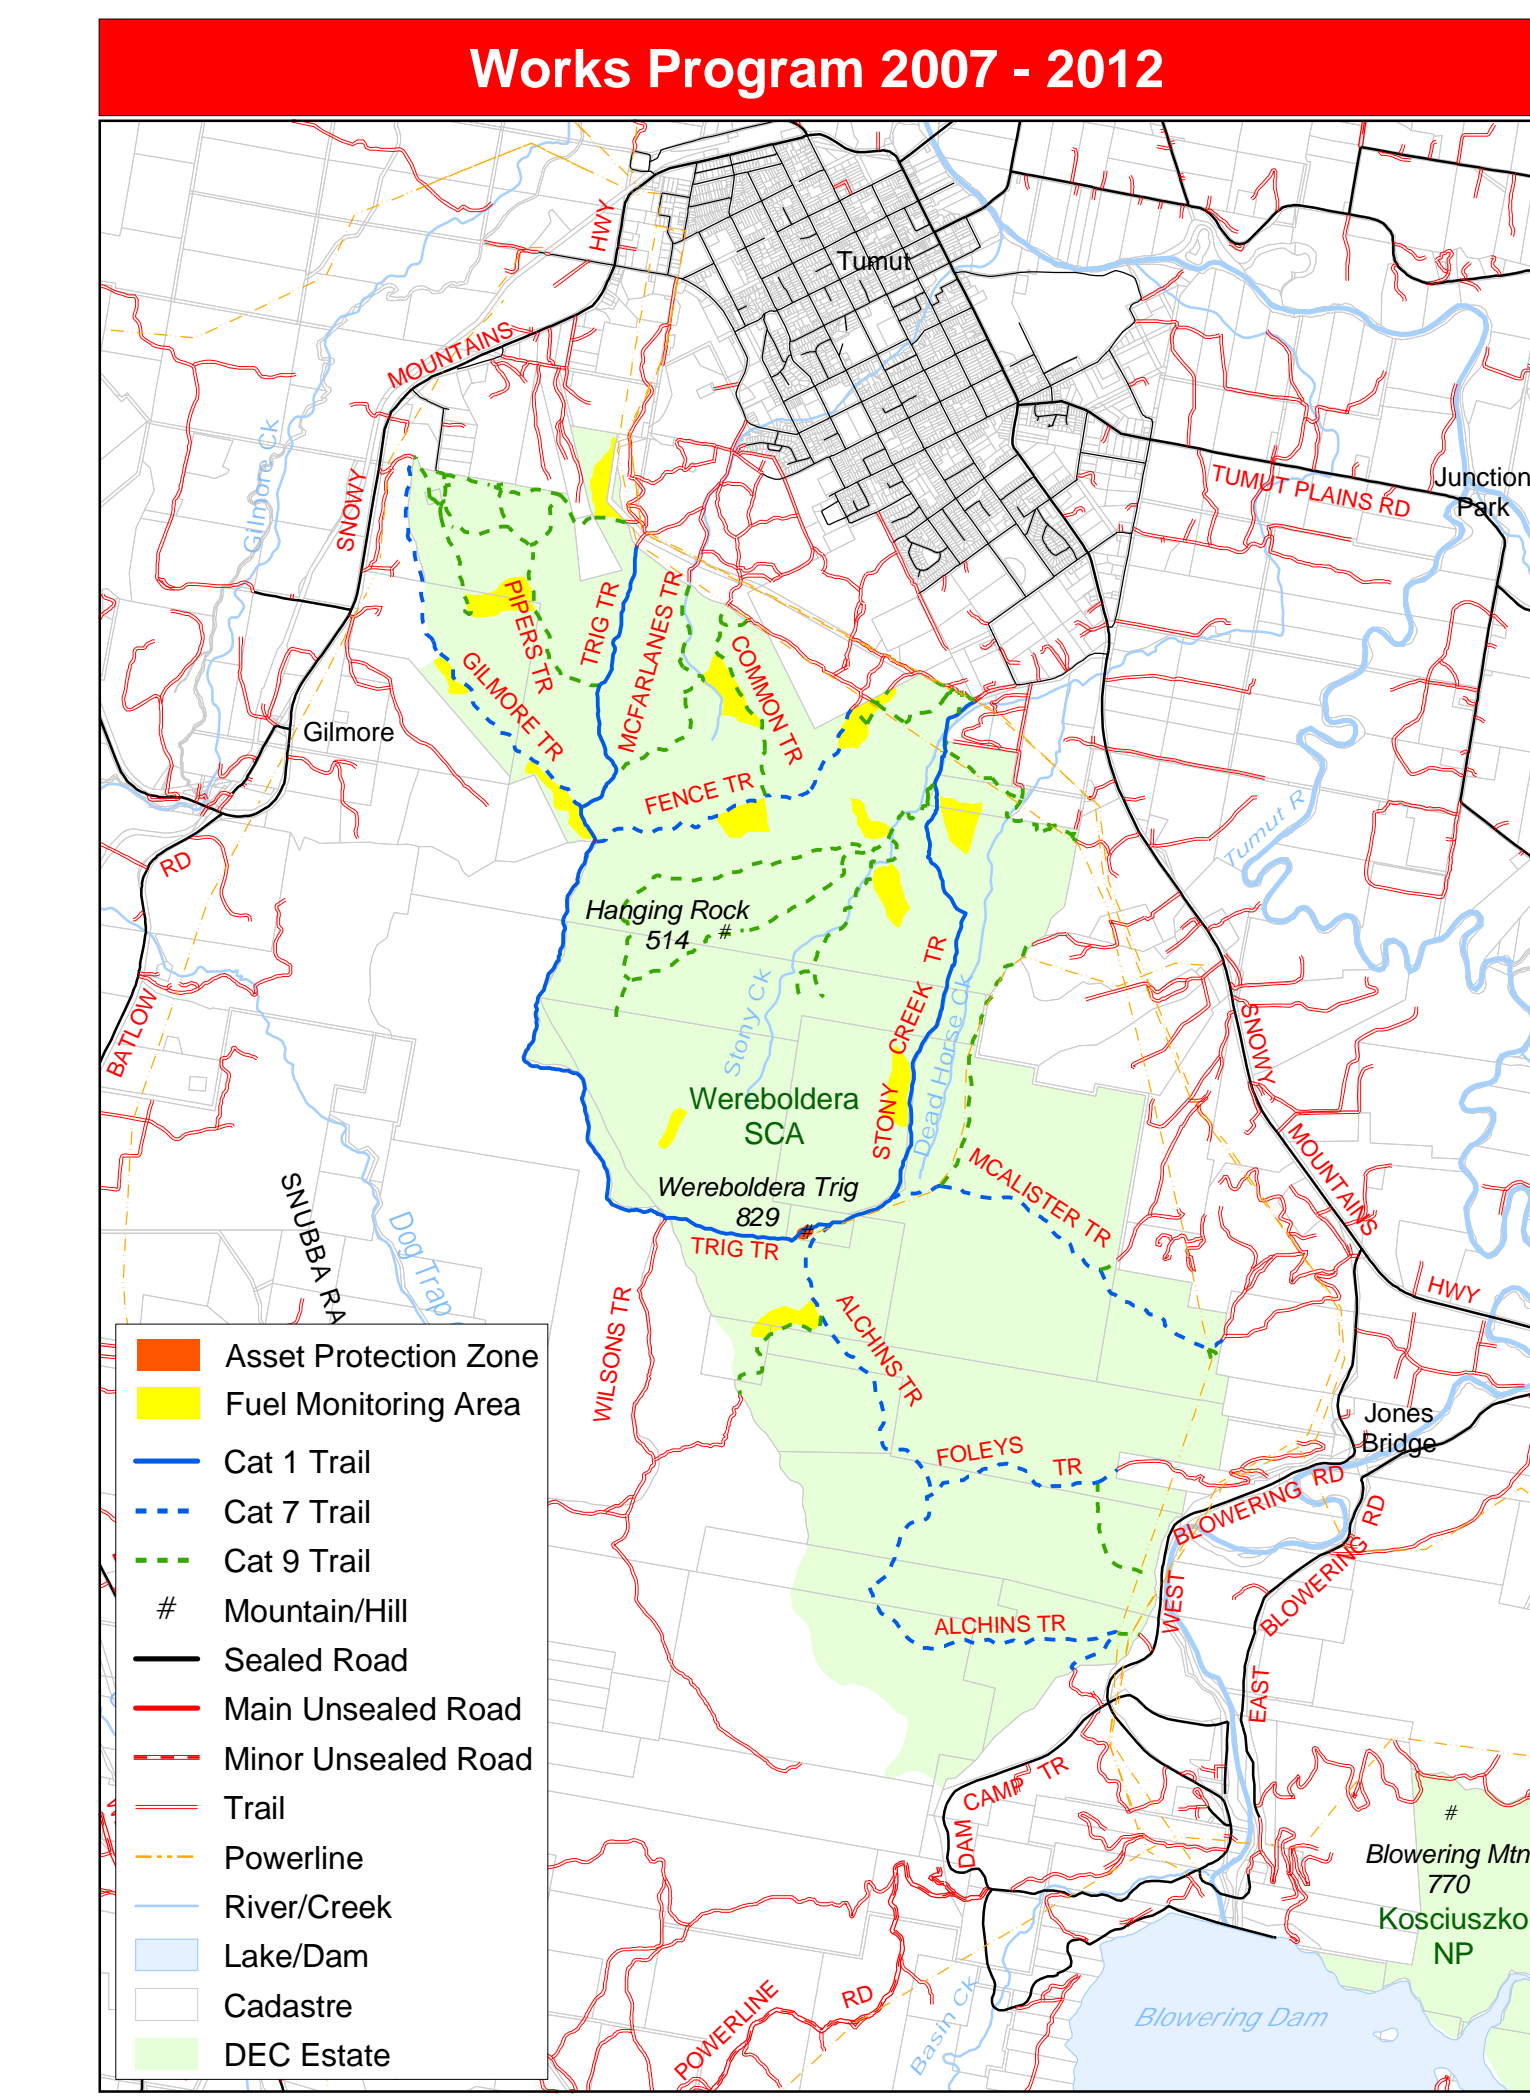 Works Program 2007 - 2012
HWY
Tumut
MOUNTAINS
Gilmore Ck
SNOWY
TUMUT PLAINS RD
Junction
Park
PIPERS TR
TRIG TR
MCFARLANES TR
COMMON TR
GILMORE TR
Gilmore
FENCE TR
Tumut R
RD
Hanging Rock
514 #
BATLOW
STONY CREEK TR
Stony Ck
Dead Horse Ck
SNOWY
Wereboldera
SCA
MOUNTAINS
MCALISTER TR
Wereboldera Trig
829 #
TRIG TR
SNUBBA RA
Dog Trap
HWY
WILSONS TR
ALCHINS TR
Jones
Bridge
FOLEYS TR
BLOWERING RD
BLOWERING RD
WEST
ALCHINS TR
EAST
CAMP TR
DAM
#
Blowering Mtn
770
Kosciuszko
NP
POWERLINE RD
Basin Ck
Blowering Dam
Asset Protection Zone
Fuel Monitoring Area
Cat 1 Trail
Cat 7 Trail
Cat 9 Trail
# Mountain/Hill
Sealed Road
Main Unsealed Road
Minor Unsealed Road
Trail
Powerline
River/Creek
Lake/Dam
Cadastre
DEC Estate